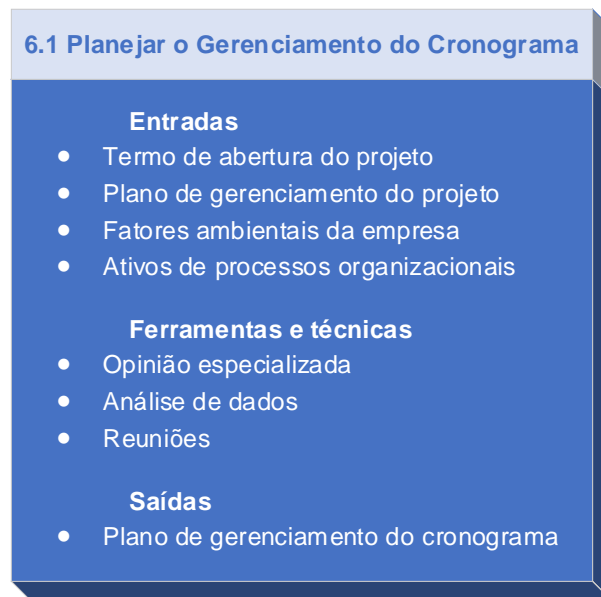 6.1 Planejar o Gerenciamento do Cronograma
Entradas
• Termo de abertura do projeto
• Plano de gerenciamento do projeto
• Fatores ambientais da empresa
• Ativos de processos organizacionais
Ferramentas e técnicas
• Opinião especializada
• Análise de dados
• Reuniões
Saídas
• Plano de gerenciamento do cronograma